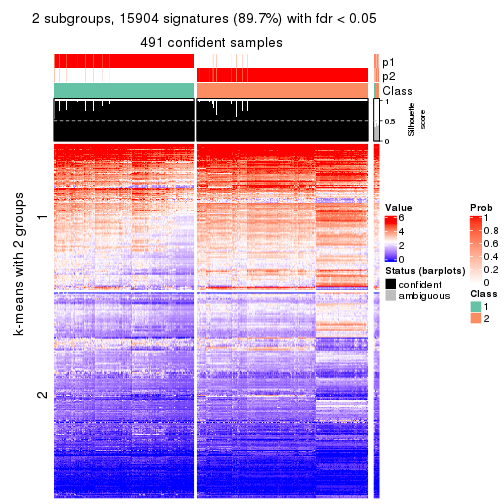 2 subgroups, 15904 signatures (89.7%) with fdr < 0.05
491 confident samples
p1
p2
Class
1
0.5
0
Silhouette
score
k-means with 2 groups
1
2
Value
6
4
2
0
Status (barplots)
confident
ambiguous
Prob
1
0.8
0.6
0.4
0.2
0
Class
1
2